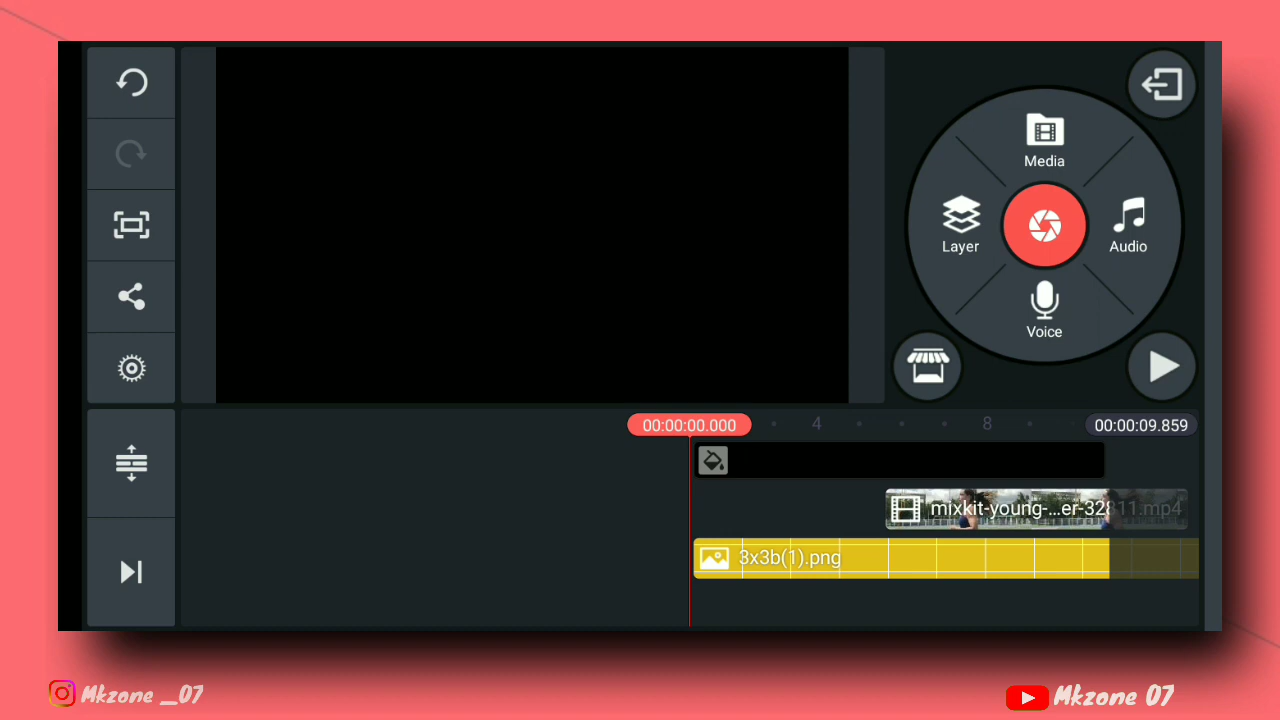 Media
Layer
Audio
Voice
00:00:00.000
4
8
00:00:09.859
mixkit-young-...er-32811.mp4
3x3b(1).png
Mkzone _07
Mkzone 07